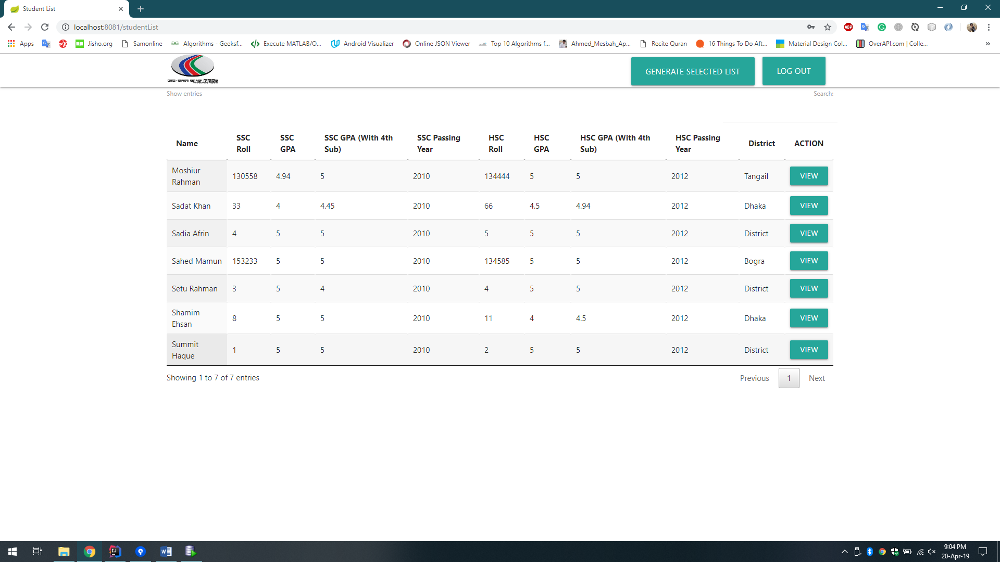 Student List
localhost:8081/studentList
ABP
Apps
Jisho.org
Samonline
Algorithms - Geeksf...
Execute MATLAB/O...
Android Visualizer
Online JSON Viewer
Top 10 Algorithms f...
Ahmed_Mesbah_Ap...
Recite Quran
16 Things To Do Aft...
Material Design Col...
OverAPI.com | Colle...
»
GENERATE SELECTED LIST
LOG OUT
Show entries
Search:
Name SSC Roll SSC GPA SSC GPA (With 4th Sub) SSC Passing Year HSC Roll HSC GPA HSC GPA (With 4th Sub) HSC Passing Year District ACTION
Moshiur Rahman 130558 4.94 5 2010 134444 5 5 2012 Tangail VIEW
Sadat Khan 33 4 4.45 2010 66 4.5 4.94 2012 Dhaka VIEW
Sadia Afrin 4 5 5 2010 5 5 5 2012 District VIEW
Sahed Mamun 153233 5 5 2010 134585 5 5 2012 Bogra VIEW
Setu Rahman 3 5 4 2010 4 5 5 2012 District VIEW
Shamim Ehsan 8 5 5 2010 11 4 4.5 2012 Dhaka VIEW
Summit Haque 1 5 5 2010 2 5 5 2012 District VIEW
Showing 1 to 7 of 7 entries
Previous 1 Next
9:04 PM
20-Apr-19